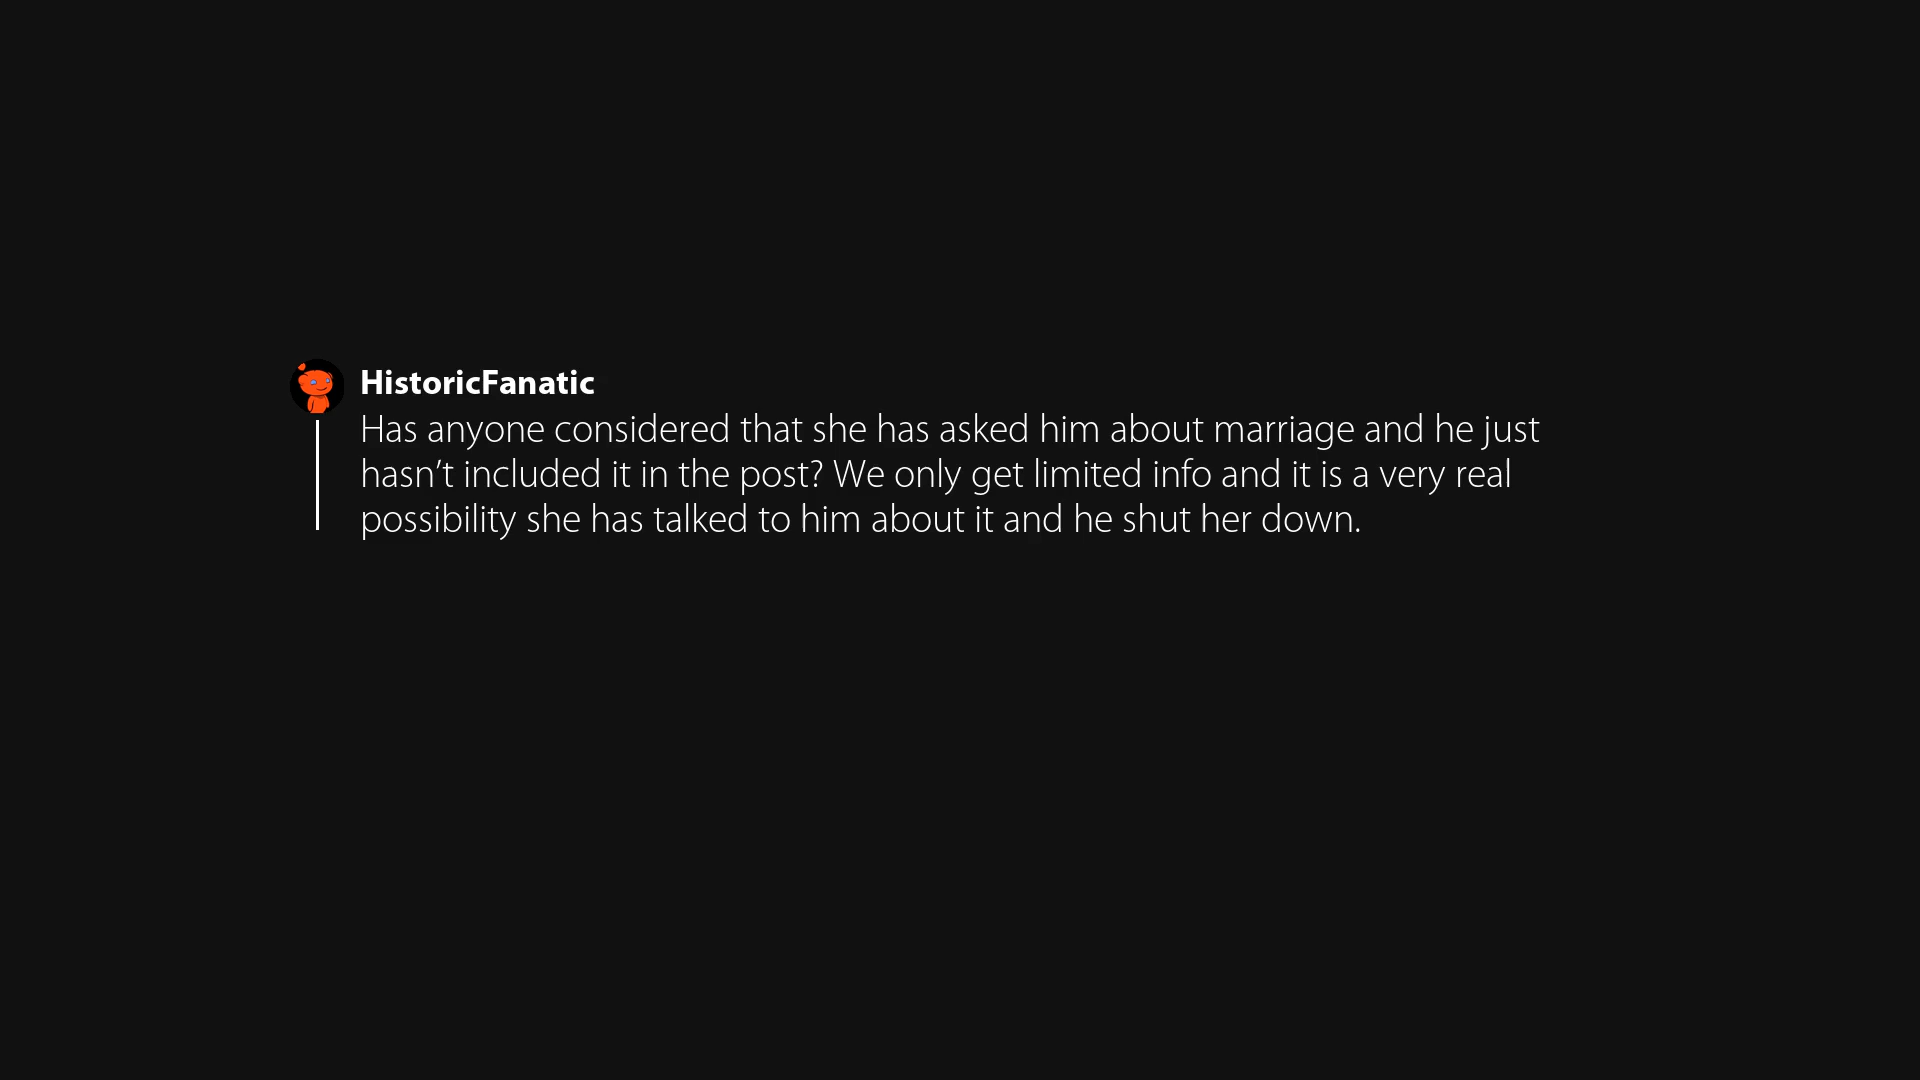 HistoricFanatic
Has anyone considered that she has asked him about marriage and he just
hasn’t included it in the post? We only get limited info and it is a very real
possibility she has talked to him about it and he shut her down.